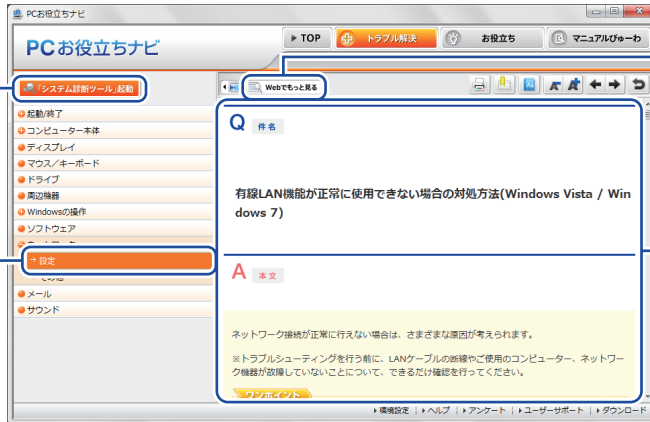 PCお役立ちナビ
PCお役立ちナビ
TOP
トラブル解決
お役立ち
マニュアルびゅーわ
「システム診断ツール」起動
Webでもっと見る
起動/終了
コンピューター本体
ディスプレイ
マウス/キーボード
ドライブ
周辺機器
Windowsの操作
ソフトウェア
設定
その他
メール
サウンド
Q 件名
有線LAN機能が正常に使用できない場合の対処方法(Windows Vista / Win
dows 7)
A 本文
ネットワーク接続が正常に行えない場合は、さまざまな原因が考えられます。
※トラブルシューティングを行う前に、LANケーブルの断線やご使用のコンピューター、ネットワー
ク機器が故障していないことについて、できるだけ確認を行ってください。
ワンポイント
環境設定 | ヘルプ | アンケート | ユーザーサポート | ダウンロード